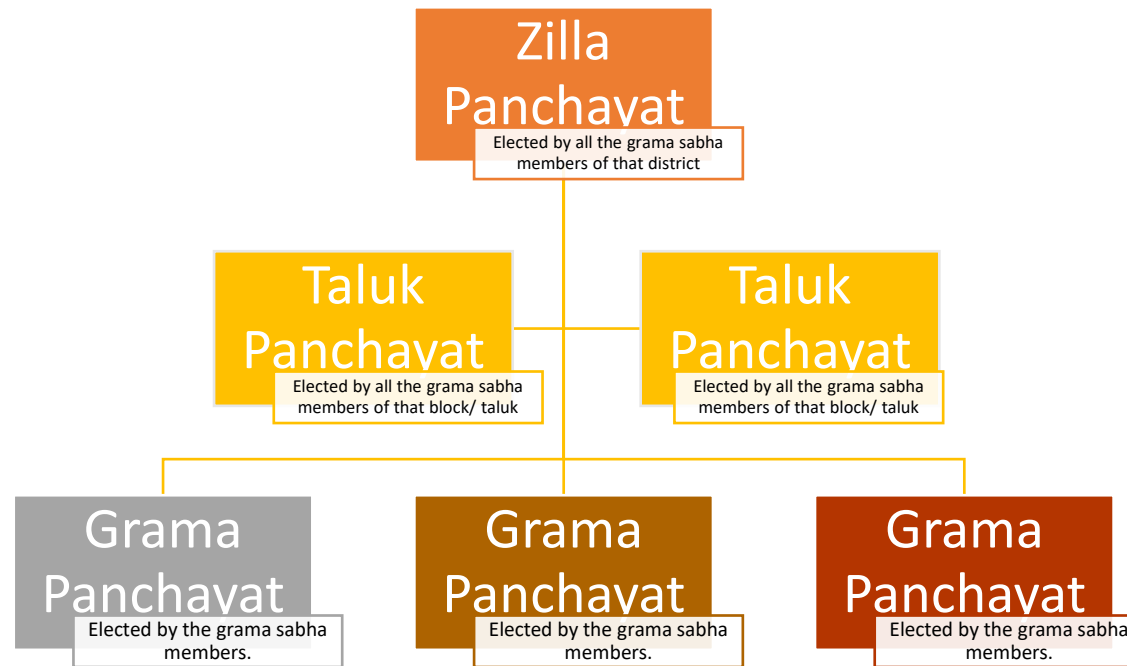 Zilla
Panchayat
Elected by all the grama sabha
members of that district
Taluk
Panchayat
Elected by all the grama sabha
members of that block/ taluk
Taluk
Panchayat
Elected by all the grama sabha
members of that block/ taluk
Grama
Panchayat
Elected by the grama sabha
members.
Grama
Panchayat
Elected by the grama sabha
members.
Grama
Panchayat
Elected by the grama sabha
members.